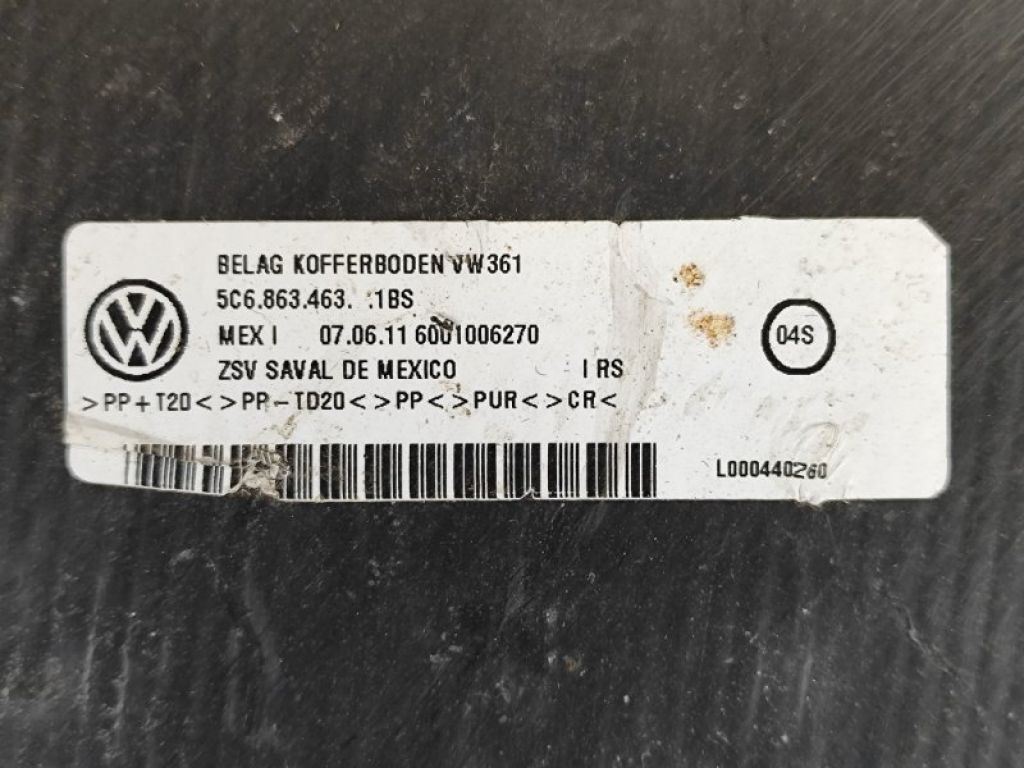 BELAG KOFFERBODEN VW361
5C6.863.463. .1BS
MEX I 07.06.11 6001006270
04S
ZSV SAVAL DE MEXICO I RS
>PP+T20<>PP-TD20<>PP<>PUR<>CR<
L000440260